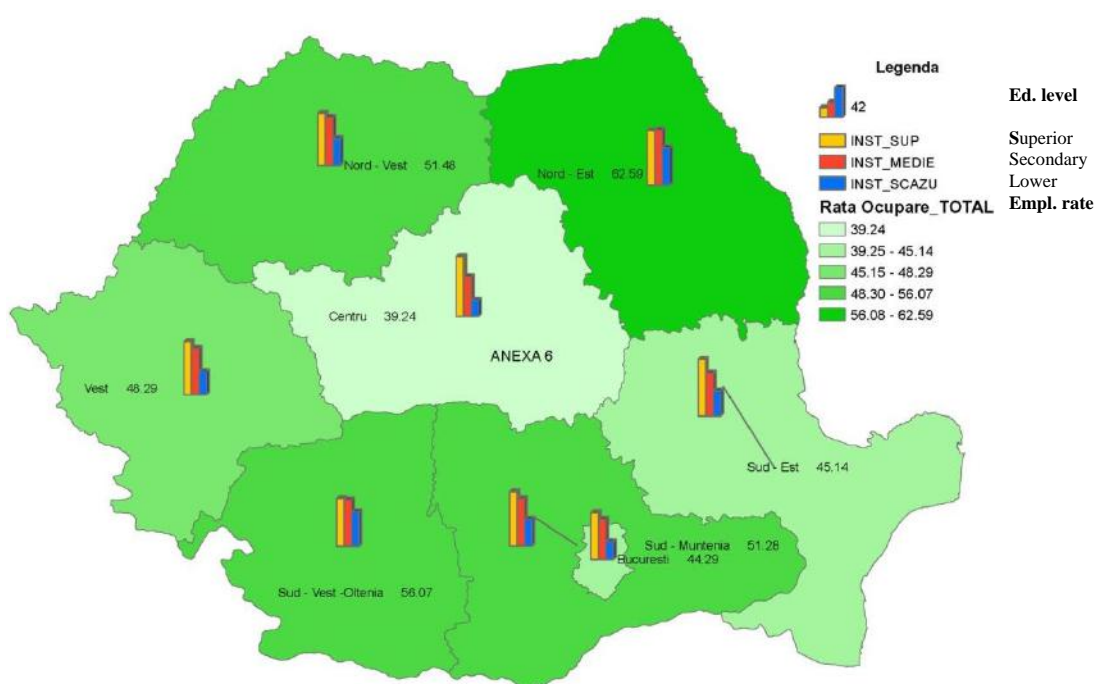 Legenda
42
Ed. level
INST_SUP
Superior
INST_MEDIE
Secondary
INST_SCAZU
Lower
Rata Ocupare_TOTAL
Empl. rate
39.24
39.25 - 45.14
45.15 - 48.29
48.30 - 56.07
56.08 - 62.59
Nord - Vest 51.48
Nord - Est 62.59
Centru 39.24
ANEXA 6
Vest 48.29
Sud - Est 45.14
Sud - Muntenia 51.28
Bucuresti 44.29
Sud - Vest -Oltenia 56.07